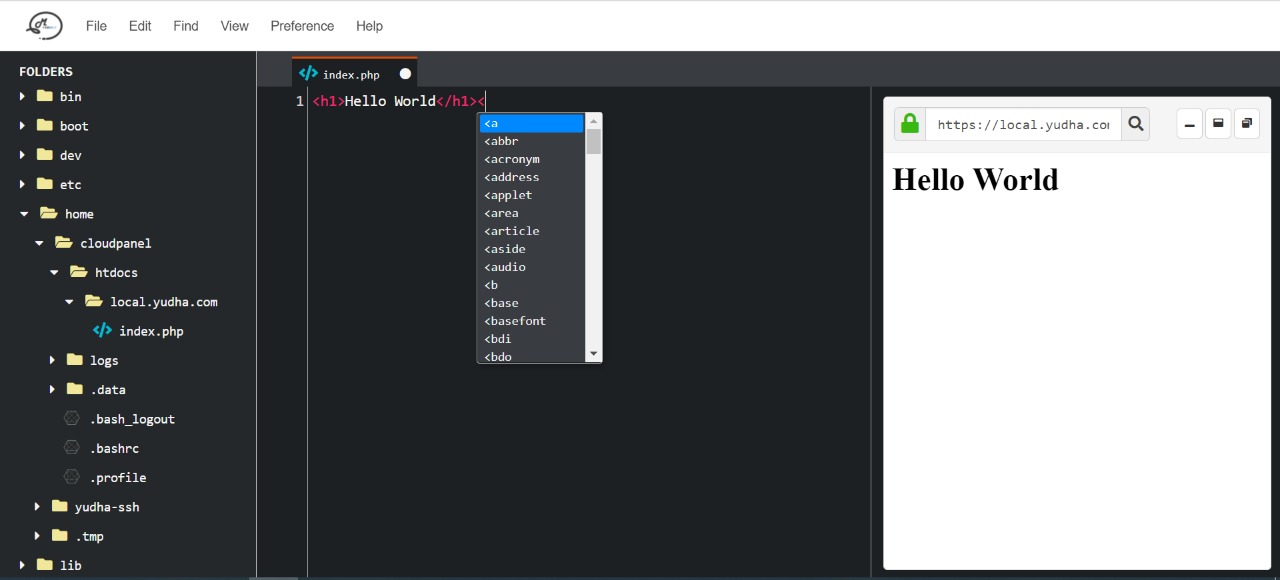 File Edit Find View Preference Help
FOLDERS
bin
boot
dev
etc
home
cloudpanel
htdocs
local.yudha.com
index.php
logs
.data
.bash_logout
.bashrc
.profile
yudha-ssh
.tmp
lib
index.php
1 <h1>Hello World</h1><
<a
<abbr
<acronym
<address
<applet
<area
<article
<aside
<audio
<b
<base
<basefont
<bdi
<bdo
https://local.yudha.co
Hello World